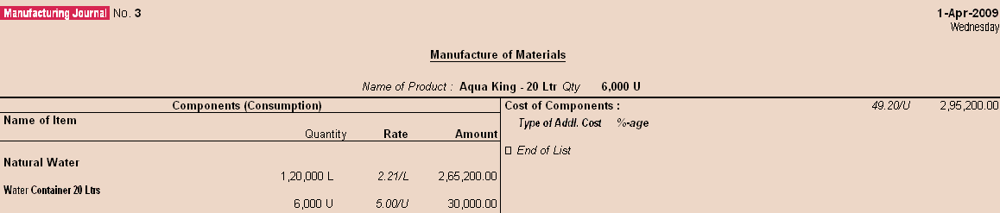 Manufacturing Journal No. 3 1-Apr-2009
Wednesday
Manufacture of Materials
Name of Product : Aqua King - 20 Ltr Qty 6,000 U
Components (Consumption) Cost of Components : 49.20/U 2,95,200.00
Name of Item Type of Addl. Cost %-age
Quantity Rate Amount
End of List
Natural Water
1,20,000 L 2.21/L 2,65,200.00
Water Container 20 Ltrs
6,000 U 5.00/U 30,000.00